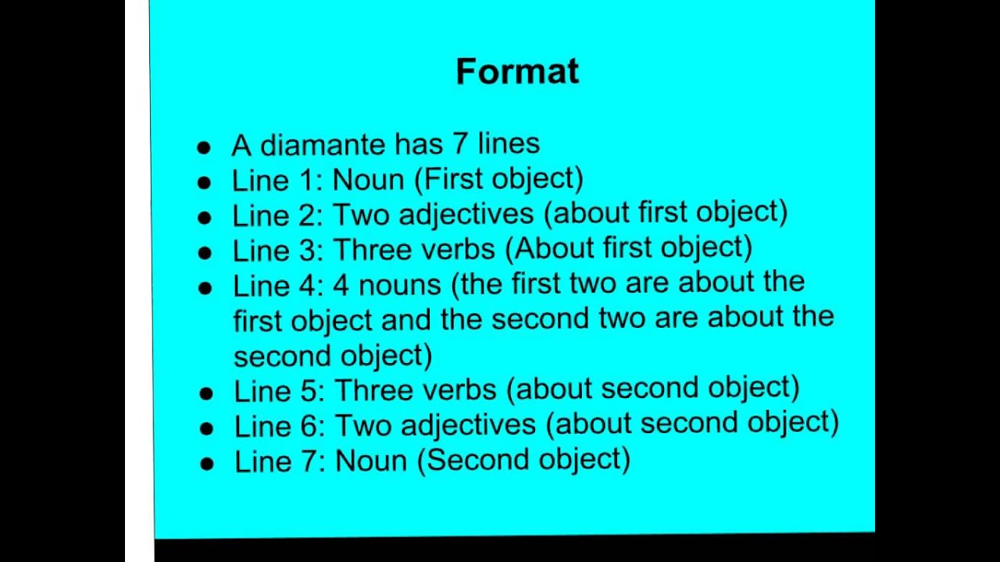 Format
● A diamante has 7 lines
● Line 1: Noun (First object)
● Line 2: Two adjectives (about first object)
● Line 3: Three verbs (About first object)
● Line 4: 4 nouns (the first two are about the
first object and the second two are about the
second object)
● Line 5: Three verbs (about second object)
● Line 6: Two adjectives (about second object)
● Line 7: Noun (Second object)